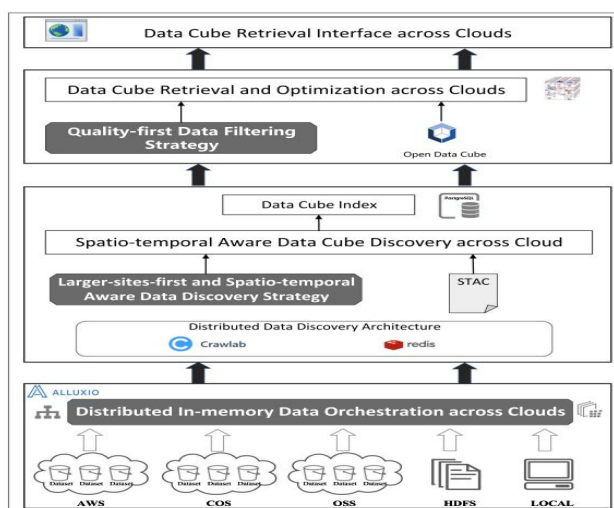 Data Cube Retrieval Interface across Clouds
Data Cube Retrieval and Optimization across Clouds
Quality-first Data Filtering
Strategy
Open Data Cube
PostgreSQL
Data Cube Index
Spatio-temporal Aware Data Cube Discovery across Cloud
Larger-sites-first and Spatio-temporal
Aware Data Discovery Strategy
STAC
Distributed Data Discovery Architecture
Crawlab
redis
ALLUXIO
Distributed In-memory Data Orchestration across Clouds
Dataset Dataset Dataset
Dataset Dataset Dataset
Dataset Dataset Dataset
AWS
COS
OSS
HDFS
LOCAL